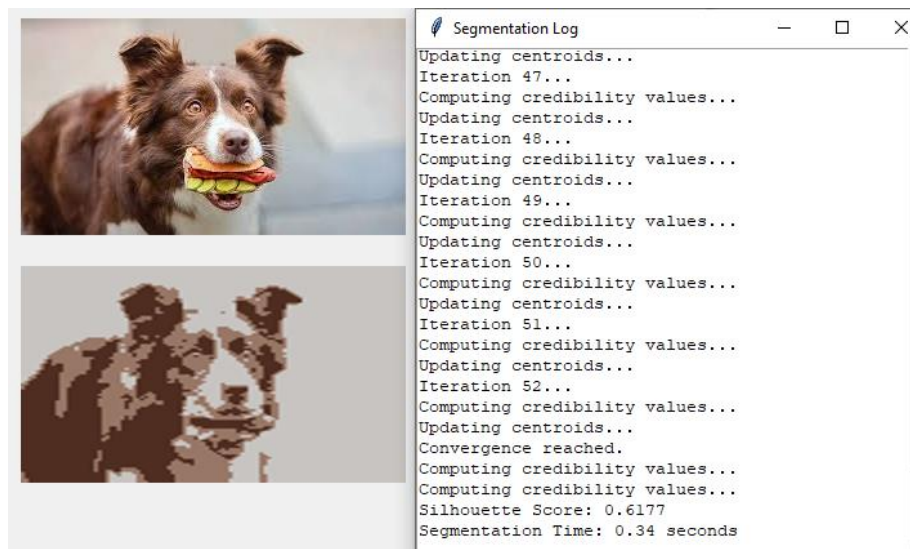 Segmentation Log
Updating centroids...
Iteration 47...
Computing credibility values...
Updating centroids...
Iteration 48...
Computing credibility values...
Updating centroids...
Iteration 49...
Computing credibility values...
Updating centroids...
Iteration 50...
Computing credibility values...
Updating centroids...
Iteration 51...
Computing credibility values...
Updating centroids...
Iteration 52...
Computing credibility values...
Updating centroids...
Convergence reached.
Computing credibility values...
Computing credibility values...
Silhouette Score: 0.6177
Segmentation Time: 0.34 seconds